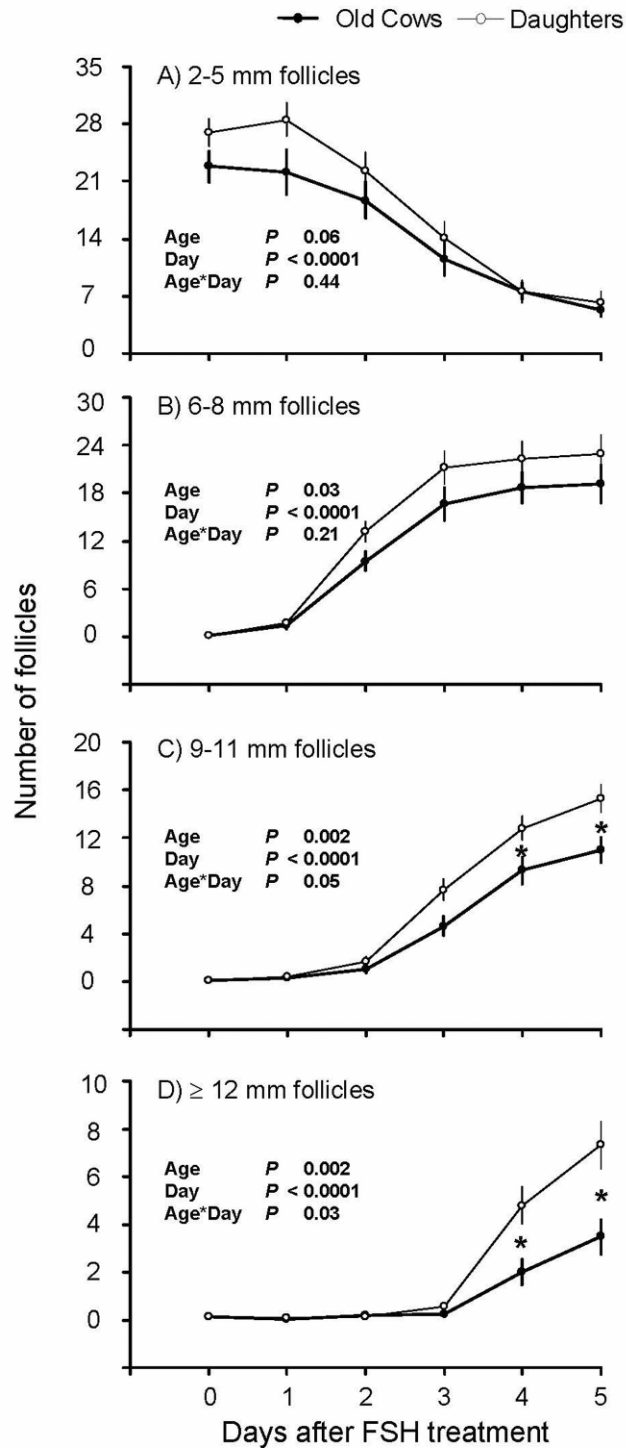 Old Cows Daughters
Number of follicles
A) 2-5 mm follicles
35
28
21
14
7
0
Age P 0.06
Day P < 0.0001
Age*Day P 0.44
B) 6-8 mm follicles
30
24
18
12
6
0
Age P 0.03
Day P < 0.0001
Age*Day P 0.21
C) 9-11 mm follicles
20
16
12
8
4
0
Age P 0.002
Day P < 0.0001
Age*Day P 0.05
* *
D) ≥ 12 mm follicles
10
8
6
4
2
0
Age P 0.002
Day P < 0.0001
Age*Day P 0.03
* *
0 1 2 3 4 5
Days after FSH treatment